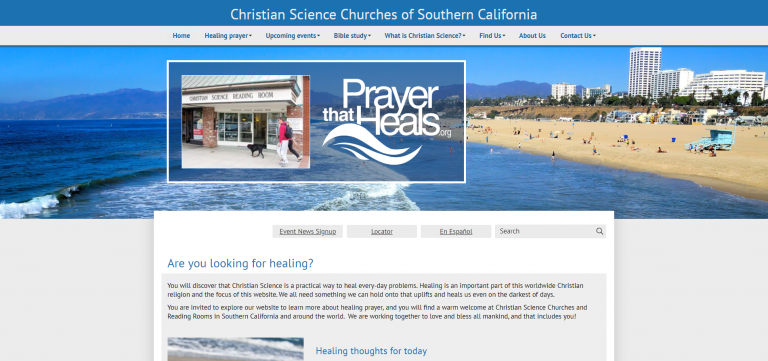 Christian Science Churches of Southern California
Home Healing prayer Upcoming events Bible study What is Christian Science? Find Us About Us Contact Us
CHRISTIAN SCIENCE READING ROOM
Prayer
that Heals.org
Event News Signup Locator En Español Search
Are you looking for healing?
You will discover that Christian Science is a practical way to heal every-day problems. Healing is an important part of this worldwide Christian
religion and the focus of this website. We all need something we can hold onto that uplifts and heals us even on the darkest of days.
You are invited to explore our website to learn more about healing prayer, and you will find a warm welcome at Christian Science Churches and
Reading Rooms in Southern California and around the world. We are working together to love and bless all mankind, and that includes you!
Healing thoughts for today